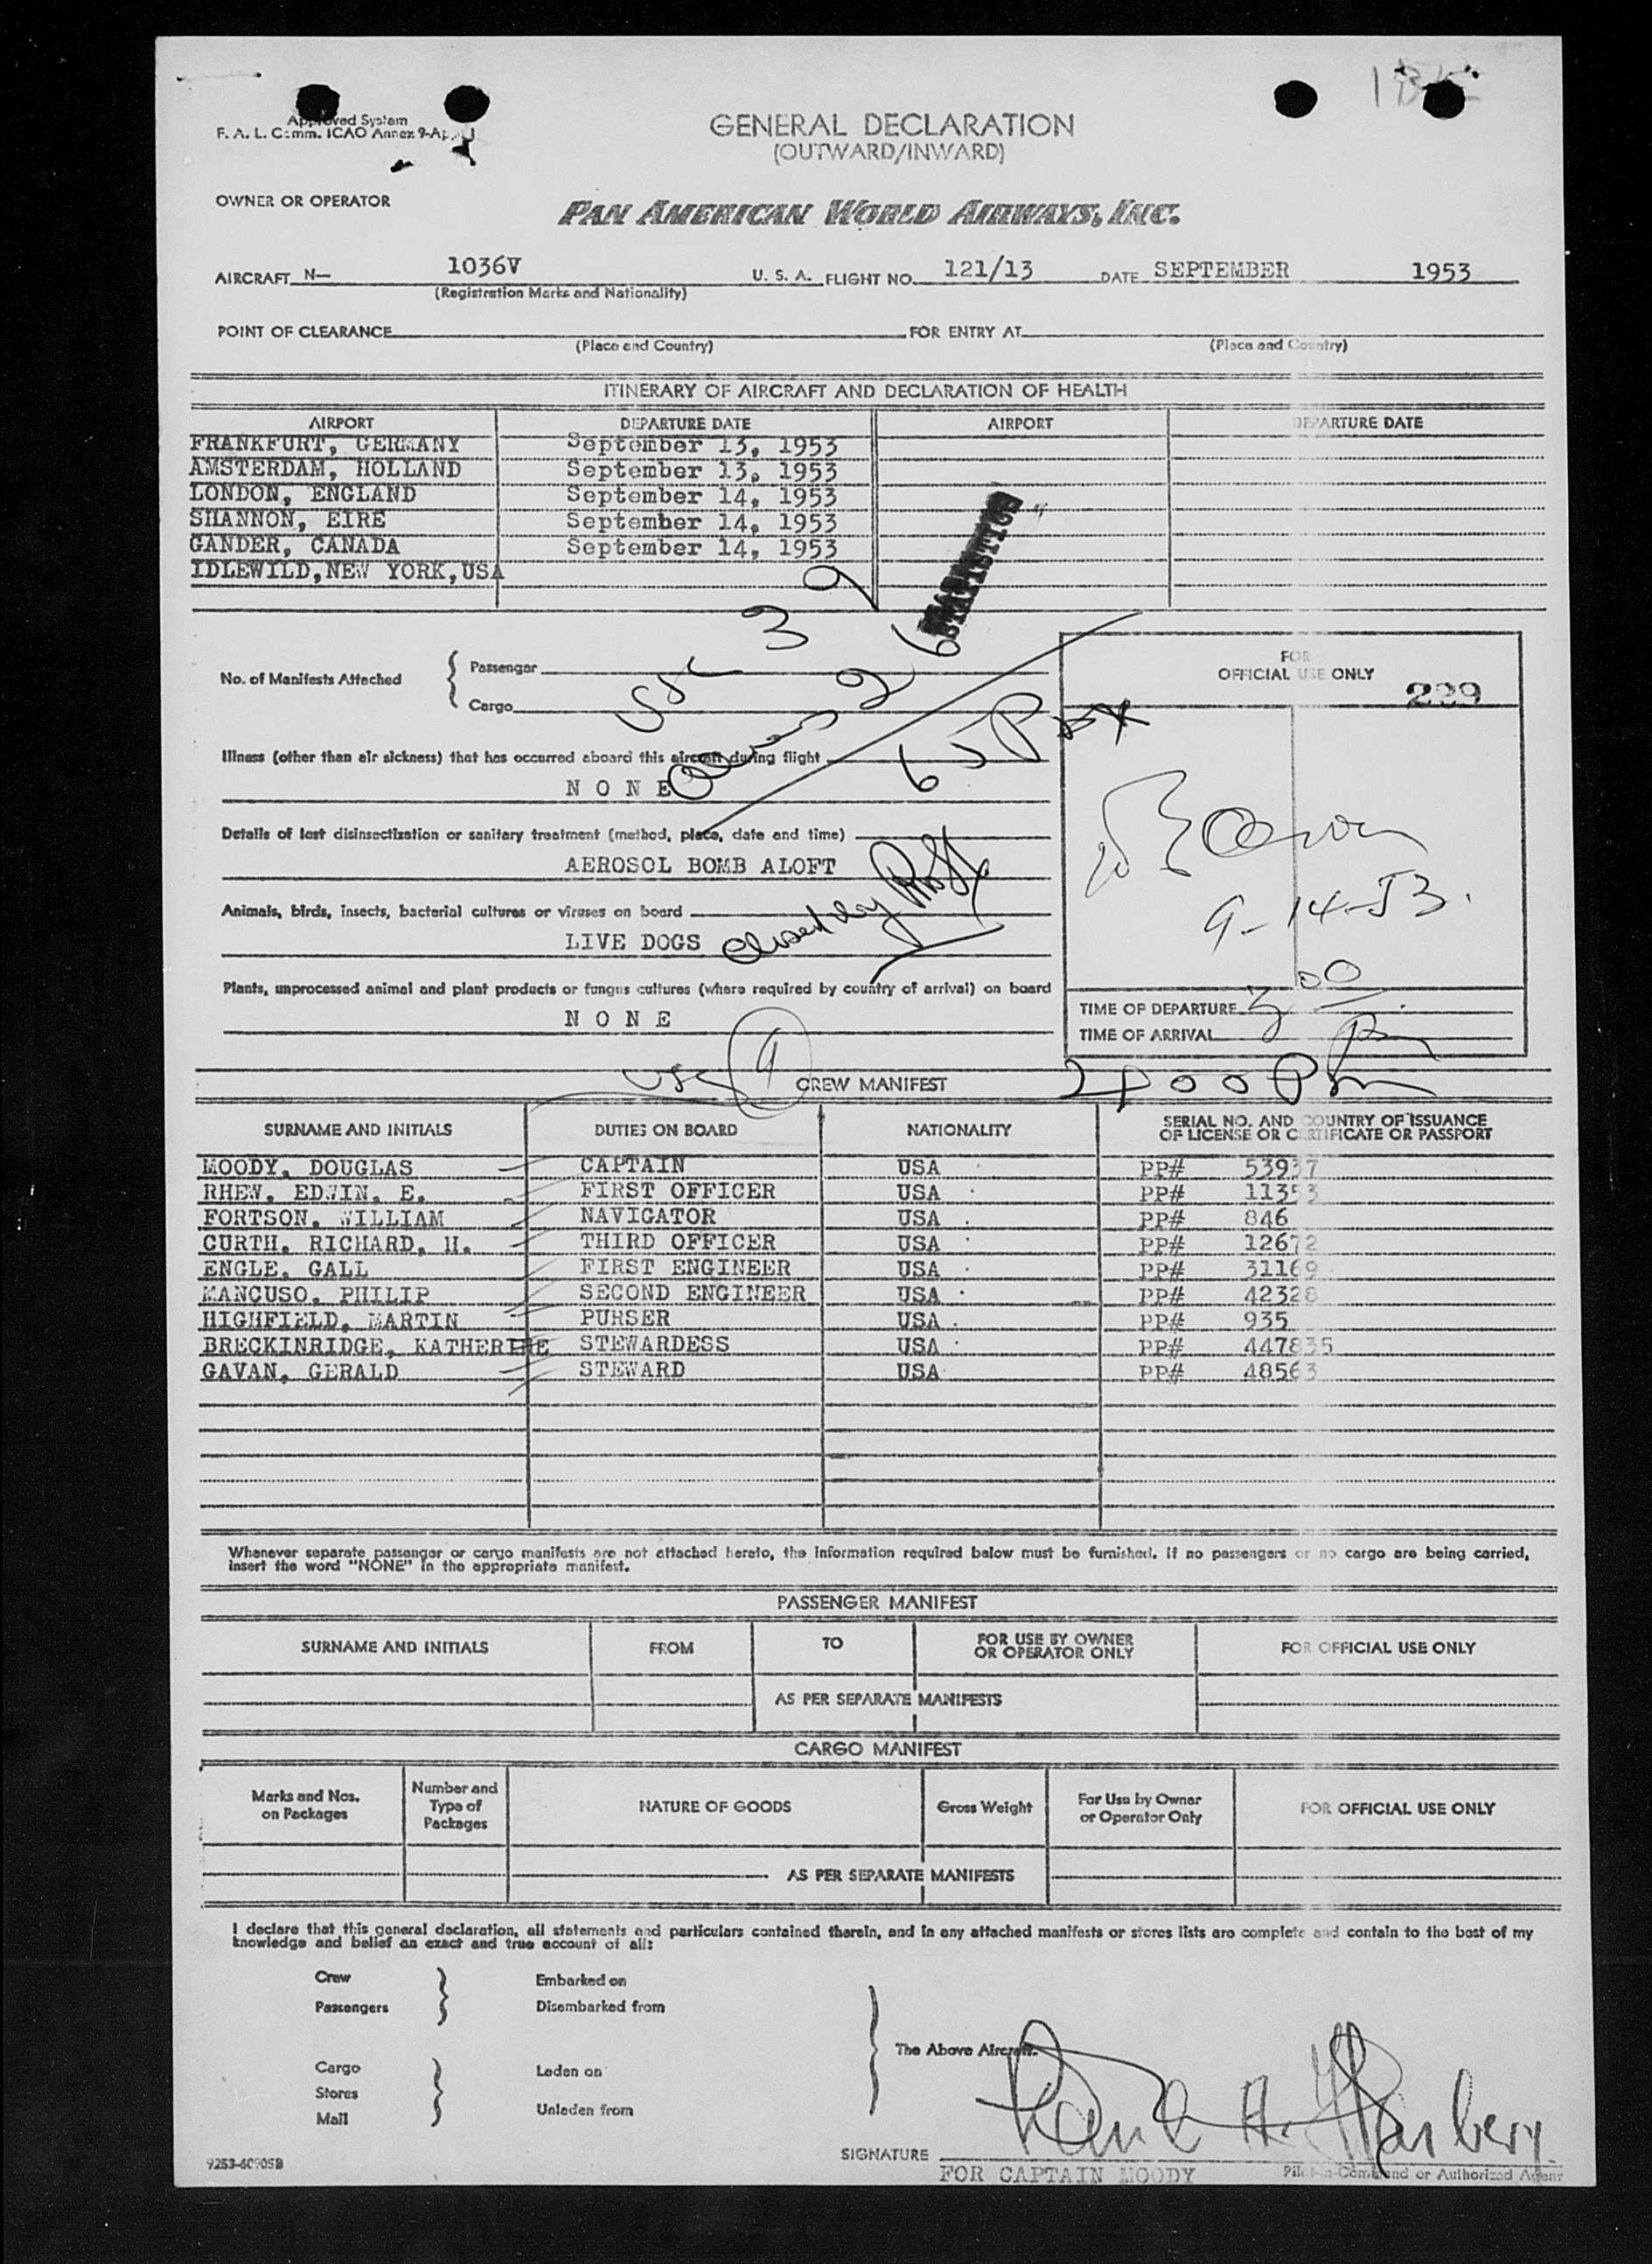 Approved System
F. A. L. Comm. ICAO Annex 9-App. 1
GENERAL DECLARATION
(OUTWARD/INWARD)
OWNER OR OPERATOR
PAN AMERICAN WORLD AIRWAYS, INC.
AIRCRAFT N— 1036V U. S. A. FLIGHT NO. 121/13 DATE SEPTEMBER 1953
(Registration Marks and Nationality)
POINT OF CLEARANCE FOR ENTRY AT
(Place and Country) (Place and Country)
ITINERARY OF AIRCRAFT AND DECLARATION OF HEALTH
AIRPORT DEPARTURE DATE AIRPORT DEPARTURE DATE
FRANKFURT, GERMANY September 13, 1953
AMSTERDAM, HOLLAND September 13, 1953
LONDON, ENGLAND September 14, 1953
SHANNON, EIRE September 14, 1953
GANDER, CANADA September 14, 1953
IDLEWILD, NEW YORK, USA
No. of Manifests Attached
Passenger
Cargo
USC 39
Aliens 26
65 Pax
FOR
OFFICIAL USE ONLY
239
Illness (other than air sickness) that has occurred aboard this aircraft during flight
N O N E
Details of last disinsectization or sanitary treatment (method, place, date and time)
AEROSOL BOMB ALOFT
Animals, birds, insects, bacterial cultures or viruses on board
LIVE DOGS
9-14-53.
Plants, unprocessed animal and plant products or fungus cultures (where required by country of arrival) on board
N O N E
TIME OF DEPARTURE
TIME OF ARRIVAL
300
pm
usc 9
CREW MANIFEST
SURNAME AND INITIALS DUTIES ON BOARD NATIONALITY SERIAL NO. AND COUNTRY OF ISSUANCE
OF LICENSE OR CERTIFICATE OR PASSPORT
MOODY, DOUGLAS CAPTAIN USA PP# 53937
RHEW, EDWIN, E. FIRST OFFICER USA PP# 11353
FORTSON, WILLIAM NAVIGATOR USA PP# 846
CURTH, RICHARD, H. THIRD OFFICER USA PP# 12672
ENGLE, GALL FIRST ENGINEER USA PP# 31169
MANCUSO, PHILIP SECOND ENGINEER USA PP# 42328
HIGHFIELD, MARTIN PURSER USA PP# 935
BRECKINRIDGE, KATHERINE STEWARDESS USA PP# 447835
GAVAN, GERALD STEWARD USA PP# 48563
Whenever separate passenger or cargo manifests are not attached hereto, the information required below must be furnished. If no passengers or no cargo are being carried,
insert the word "NONE" in the appropriate manifest.
PASSENGER MANIFEST
SURNAME AND INITIALS FROM TO FOR USE BY OWNER
OR OPERATOR ONLY FOR OFFICIAL USE ONLY
AS PER SEPARATE MANIFESTS
CARGO MANIFEST
Marks and Nos.
on Packages
Number and
Type of
Packages
NATURE OF GOODS
Gross Weight
For Use by Owner
or Operator Only
FOR OFFICIAL USE ONLY
AS PER SEPARATE MANIFESTS
I declare that this general declaration, all statements and particulars contained therein, and in any attached manifests or stores lists are complete and contain to the best of my
knowledge and belief an exact and true account of all:
Crew
Passengers
Embarked on
Disembarked from
The Above Aircraft.
Cargo
Stores
Mail
Laden on
Unladen from
SIGNATURE
FOR CAPTAIN MOODY Pilot-in-Command or Authorized Agent